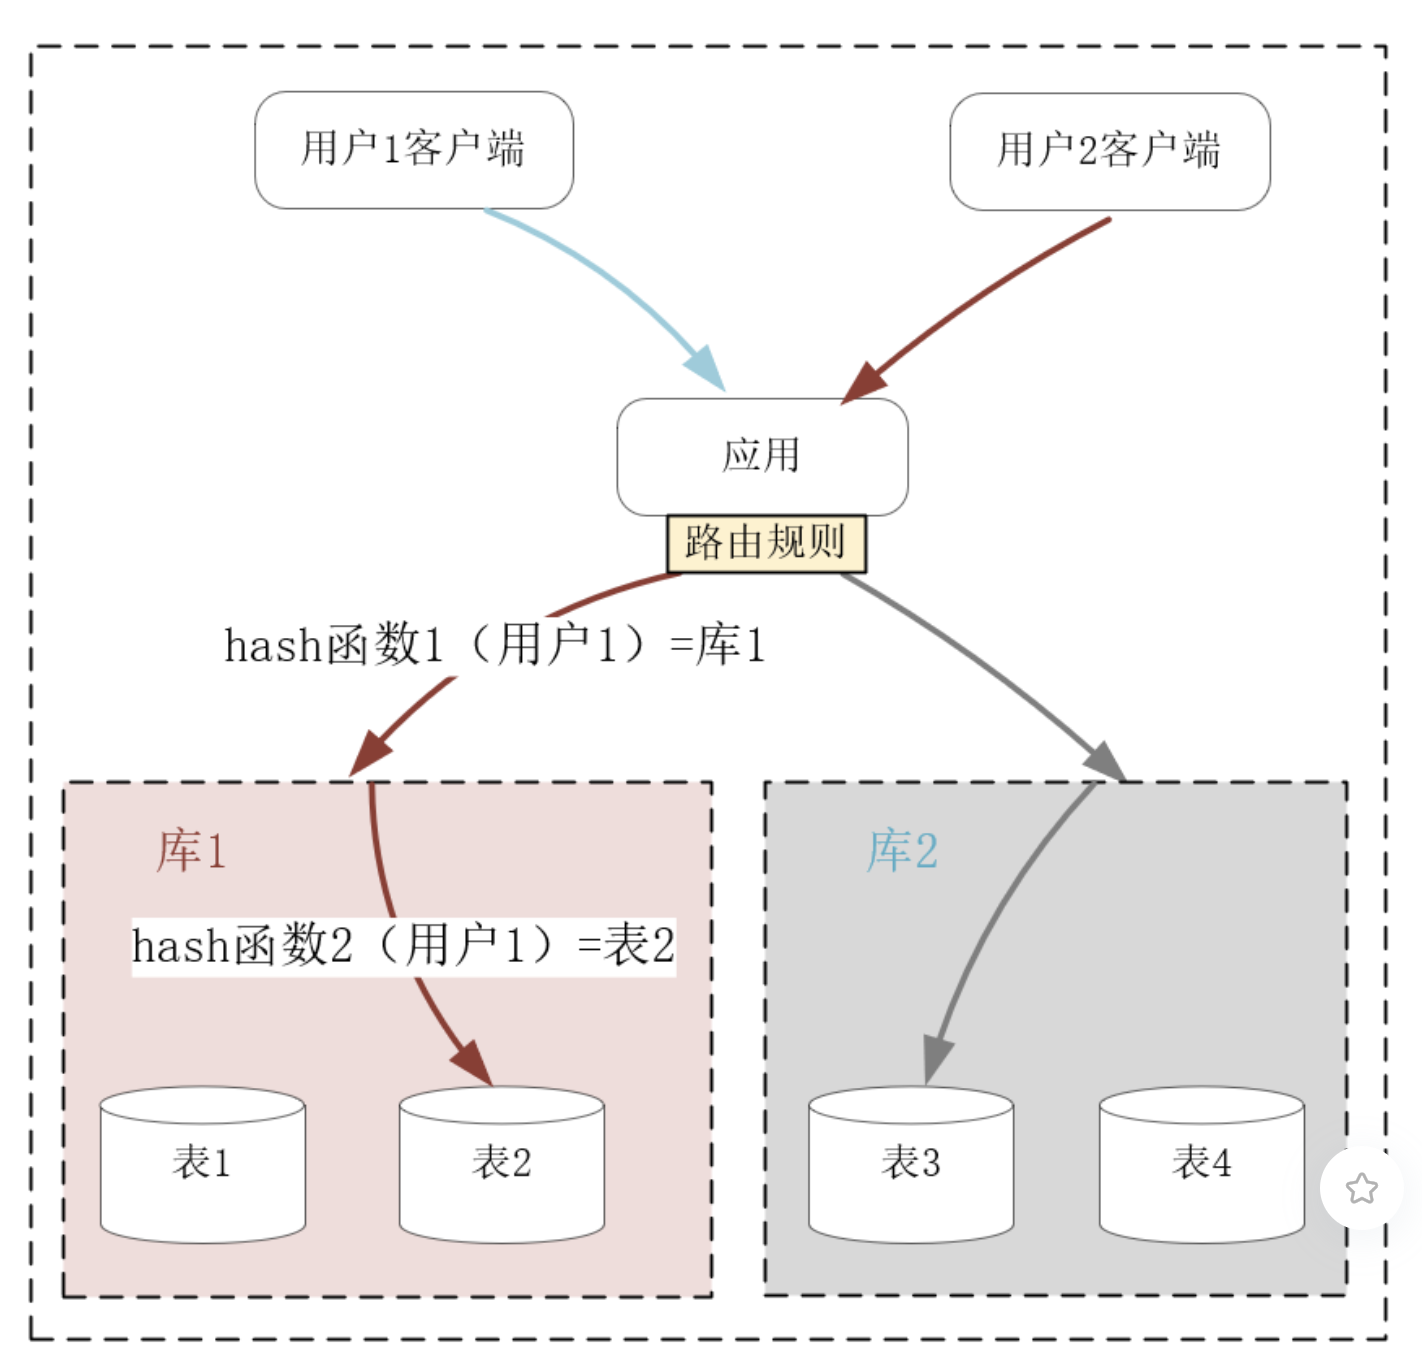 用户1客户端
用户2客户端
应用
路由规则
hash函数1（用户1）=库1
库1
库2
hash函数2（用户1）=表2
表1
表2
表3
表4